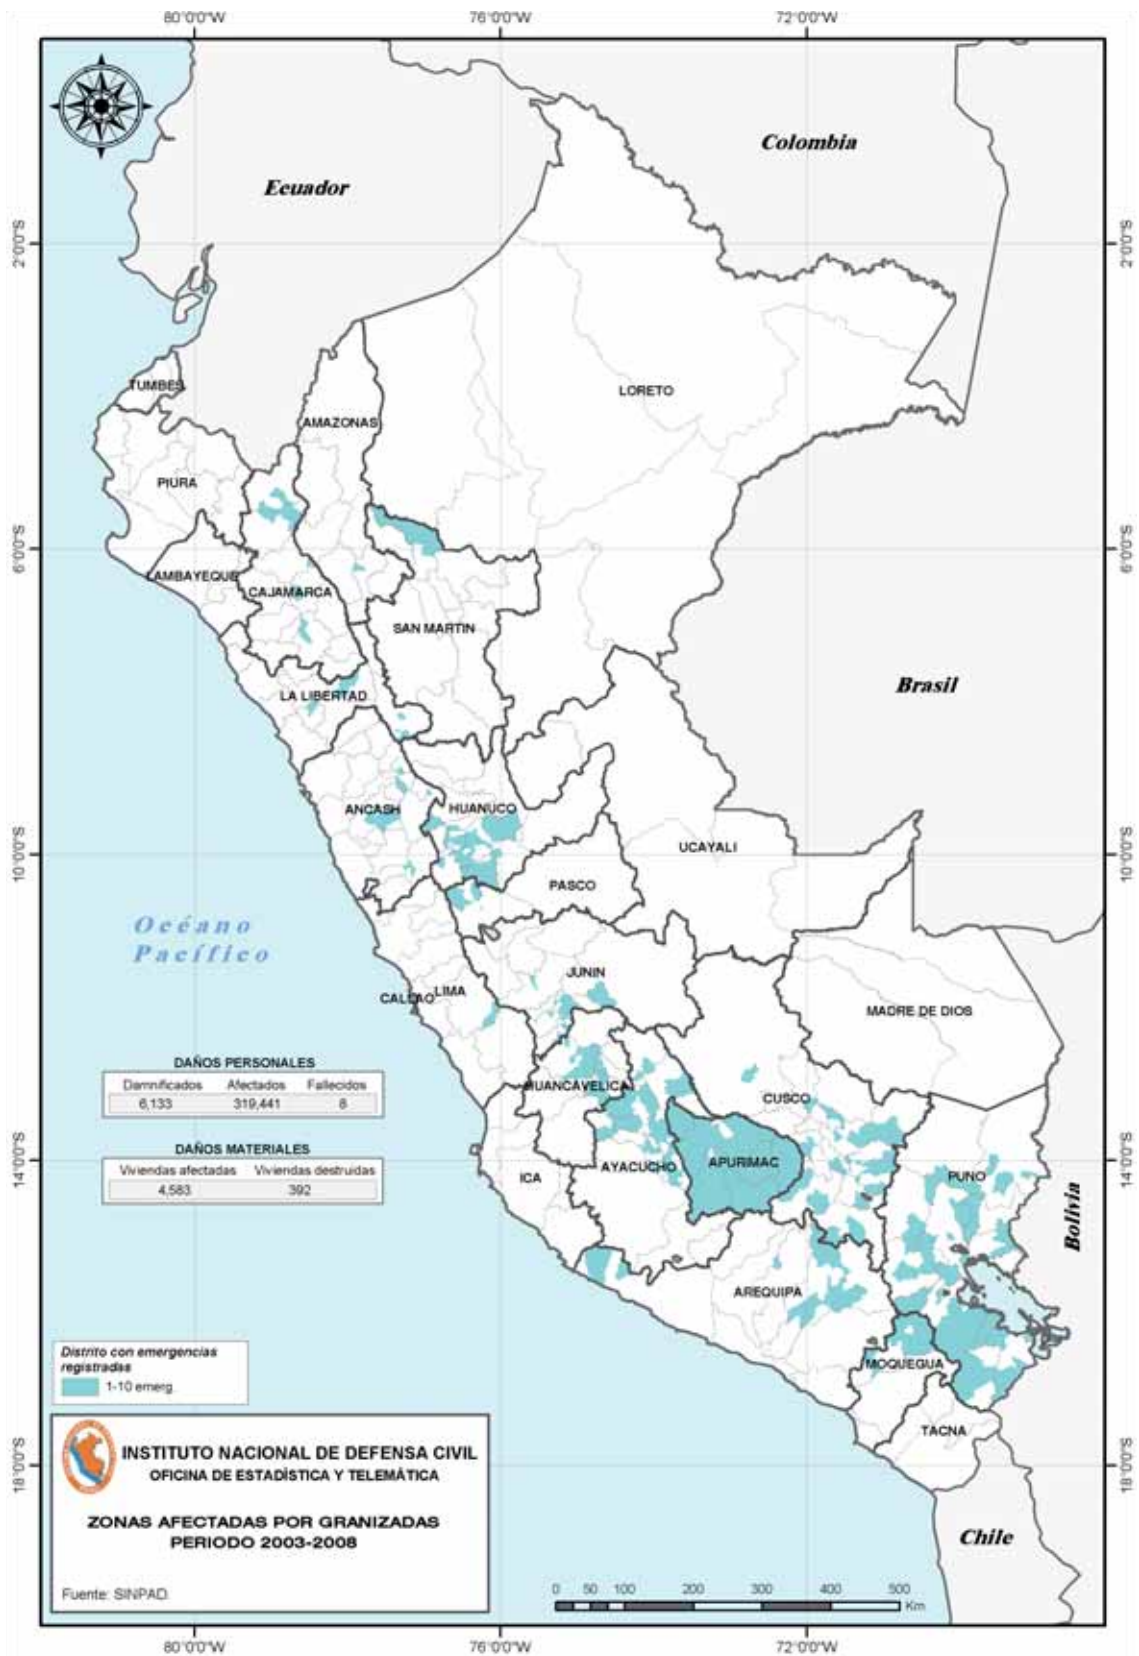 80°0'0"W 76°0'0"W 72°0'0"W
Colombia
Ecuador
2°0'0"S 2°0'0"S
TUMBES
LORETO
AMAZONAS
PIURA
6°0'0"S 6°0'0"S
LAMBAYEQUE
CAJAMARCA
SAN MARTIN
Brasil
LA LIBERTAD
ANCASH
HUANUCO
UCAYALI
10°0'0"S 10°0'0"S
PASCO
Océano
Pacífico
JUNIN
LIMA
CALLAO
MADRE DE DIOS
DAÑOS PERSONALES
Damnificados Afectados Fallecidos
6,133 319,441 8
HUANCAVELICA
CUSCO
DAÑOS MATERIALES
Viviendas afectadas Viviendas destruidas
4,583 392
14°0'0"S 14°0'0"S
AYACUCHO
APURIMAC
ICA
PUNO
Bolivia
AREQUIPA
Distrito con emergencias
registradas
1-10 emerg.
MOQUEGUA
TACNA
INSTITUTO NACIONAL DE DEFENSA CIVIL
OFICINA DE ESTADÍSTICA Y TELEMÁTICA
18°0'0"S 18°0'0"S
ZONAS AFECTADAS POR GRANIZADAS
PERIODO 2003-2008
Chile
Fuente: SINPAD.
0 50 100 200 300 400 500
Km
80°0'0"W 76°0'0"W 72°0'0"W